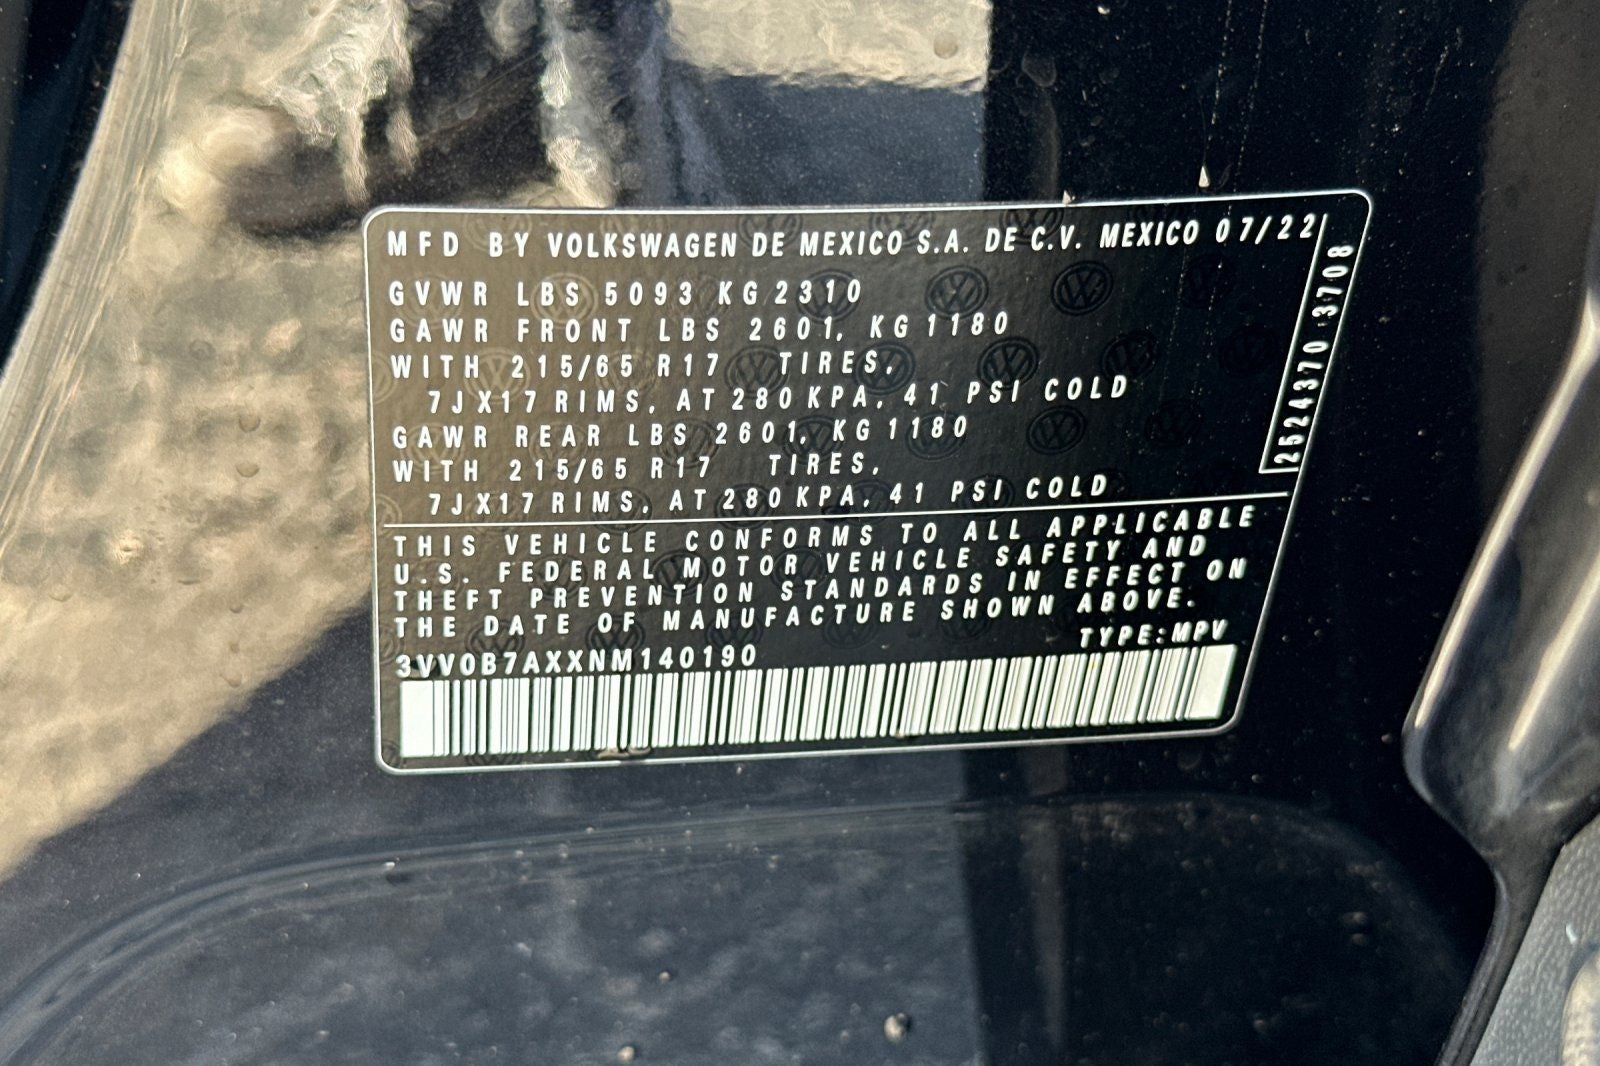 MFD BY VOLKSWAGEN DE MEXICO S.A. DE C.V. MEXICO 07/22
GVWR LBS 5093 KG 2310
GAWR FRONT LBS 2601, KG 1180
WITH 215/65 R17 TIRES,
7JX17 RIMS, AT 280 KPA, 41 PSI COLD
GAWR REAR LBS 2601, KG 1180
WITH 215/65 R17 TIRES,
7JX17 RIMS, AT 280 KPA, 41 PSI COLD
2524370 3708
THIS VEHICLE CONFORMS TO ALL APPLICABLE
U.S. FEDERAL MOTOR VEHICLE SAFETY AND
THEFT PREVENTION STANDARDS IN EFFECT ON
THE DATE OF MANUFACTURE SHOWN ABOVE.
TYPE:MPV
3VV0B7AXXNM140190